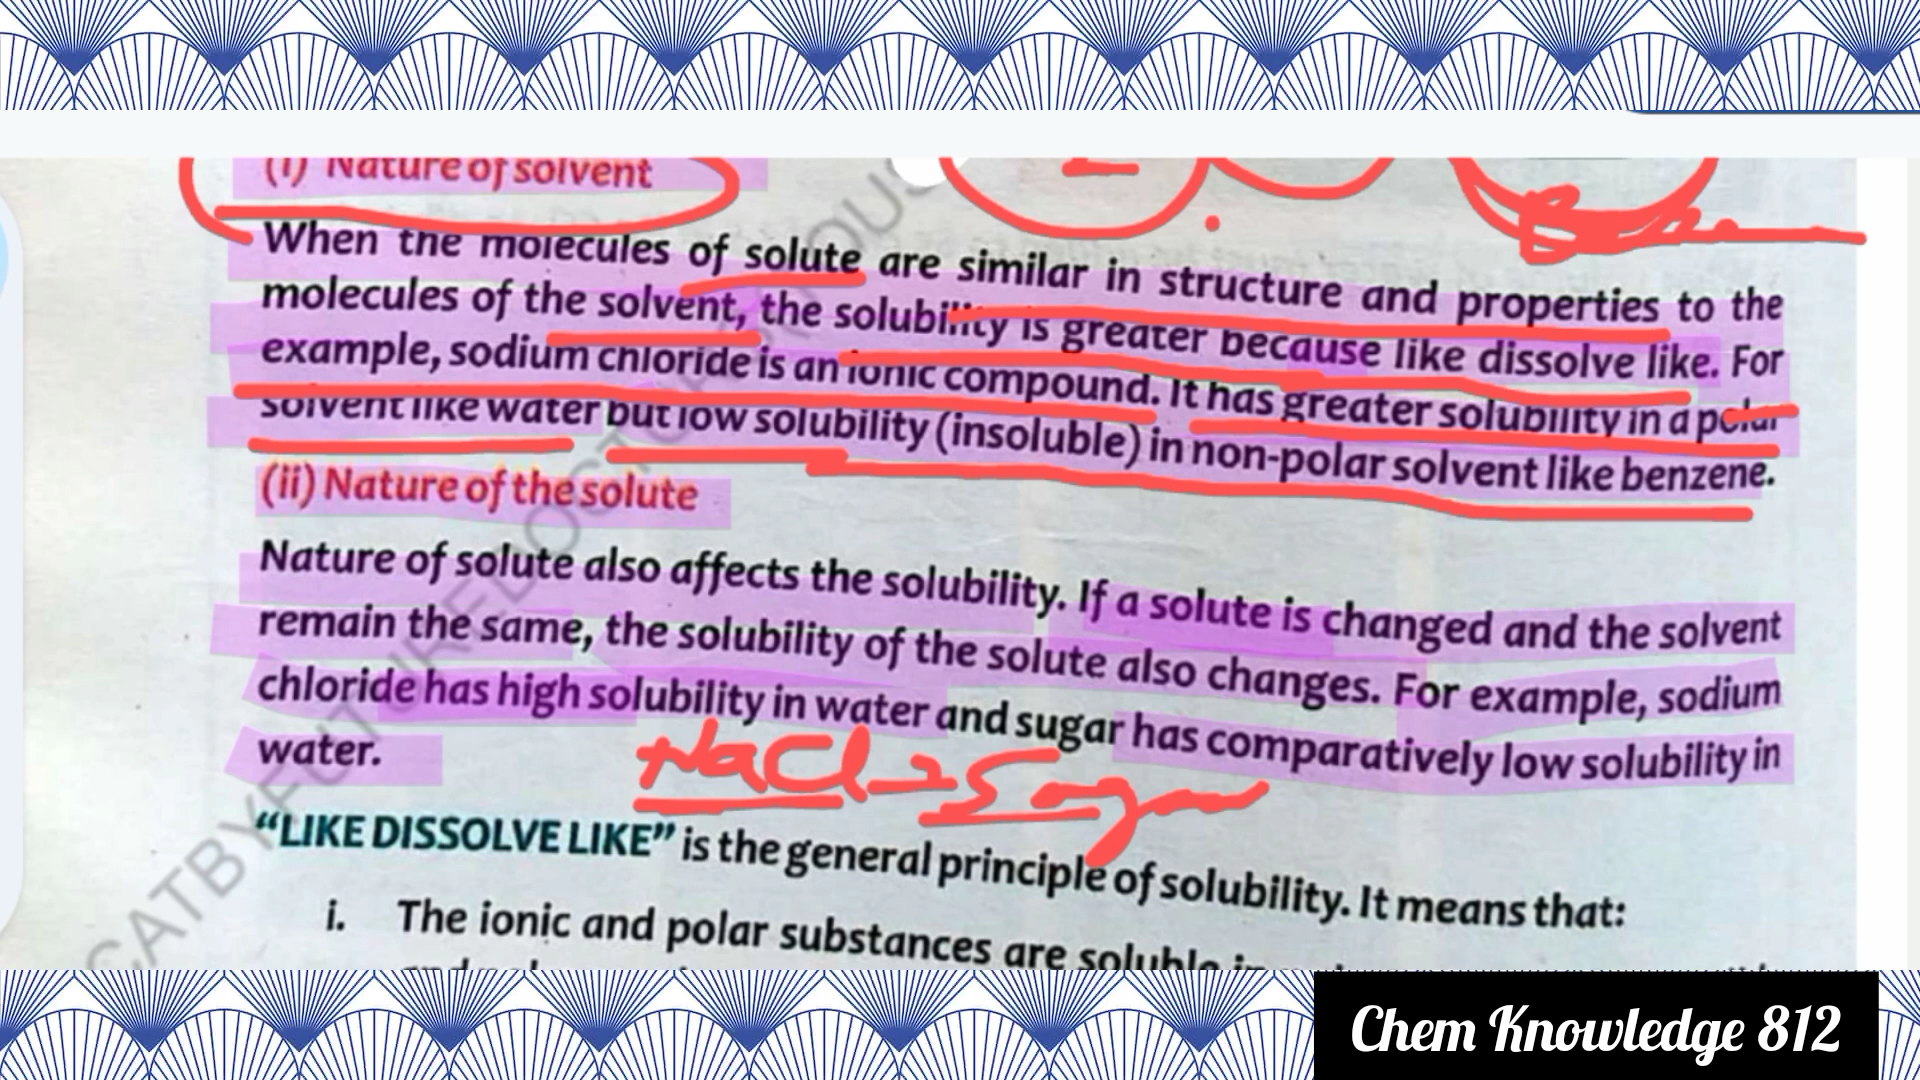 (i) Nature of solvent
When the molecules of solute are similar in structure and properties to the
molecules of the solvent, the solubility is greater because like dissolve like. For
example, sodium chloride is an ionic compound. It has greater solubility in a polar
solvent like water but low solubility (insoluble) in non-polar solvent like benzene.
(ii) Nature of the solute
Nature of solute also affects the solubility. If a solute is changed and the solvent
remain the same, the solubility of the solute also changes. For example, sodium
chloride has high solubility in water and sugar has comparatively low solubility in
water.
NaCl → Sugar
“LIKE DISSOLVE LIKE” is the general principle of solubility. It means that:
i. The ionic and polar substances are soluble in
Chem Knowledge 812